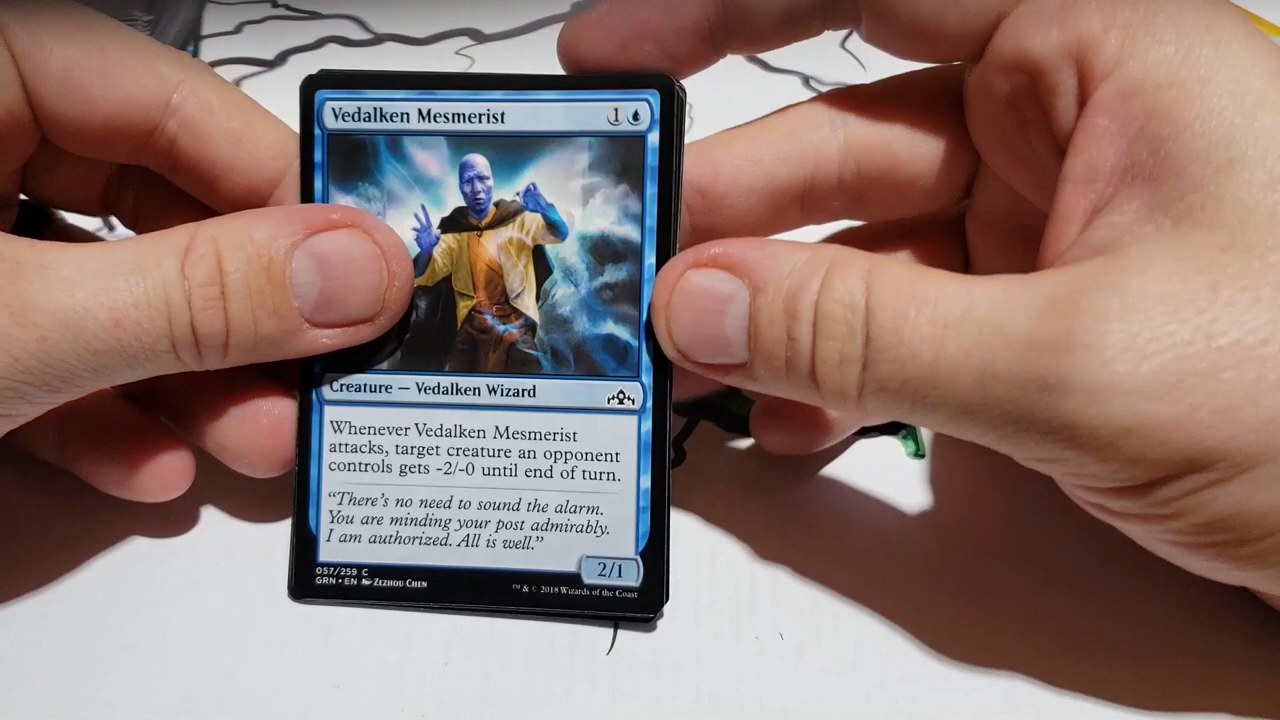 Vedalken Mesmerist 1
Creature — Vedalken Wizard
Whenever Vedalken Mesmerist
attacks, target creature an opponent
controls gets -2/-0 until end of turn.
“There’s no need to sound the alarm.
You are minding your post admirably.
I am authorized. All is well.”
2/1
057/259 C
GRN • EN Zezhou Chen
™ & © 2018 Wizards of the Coast